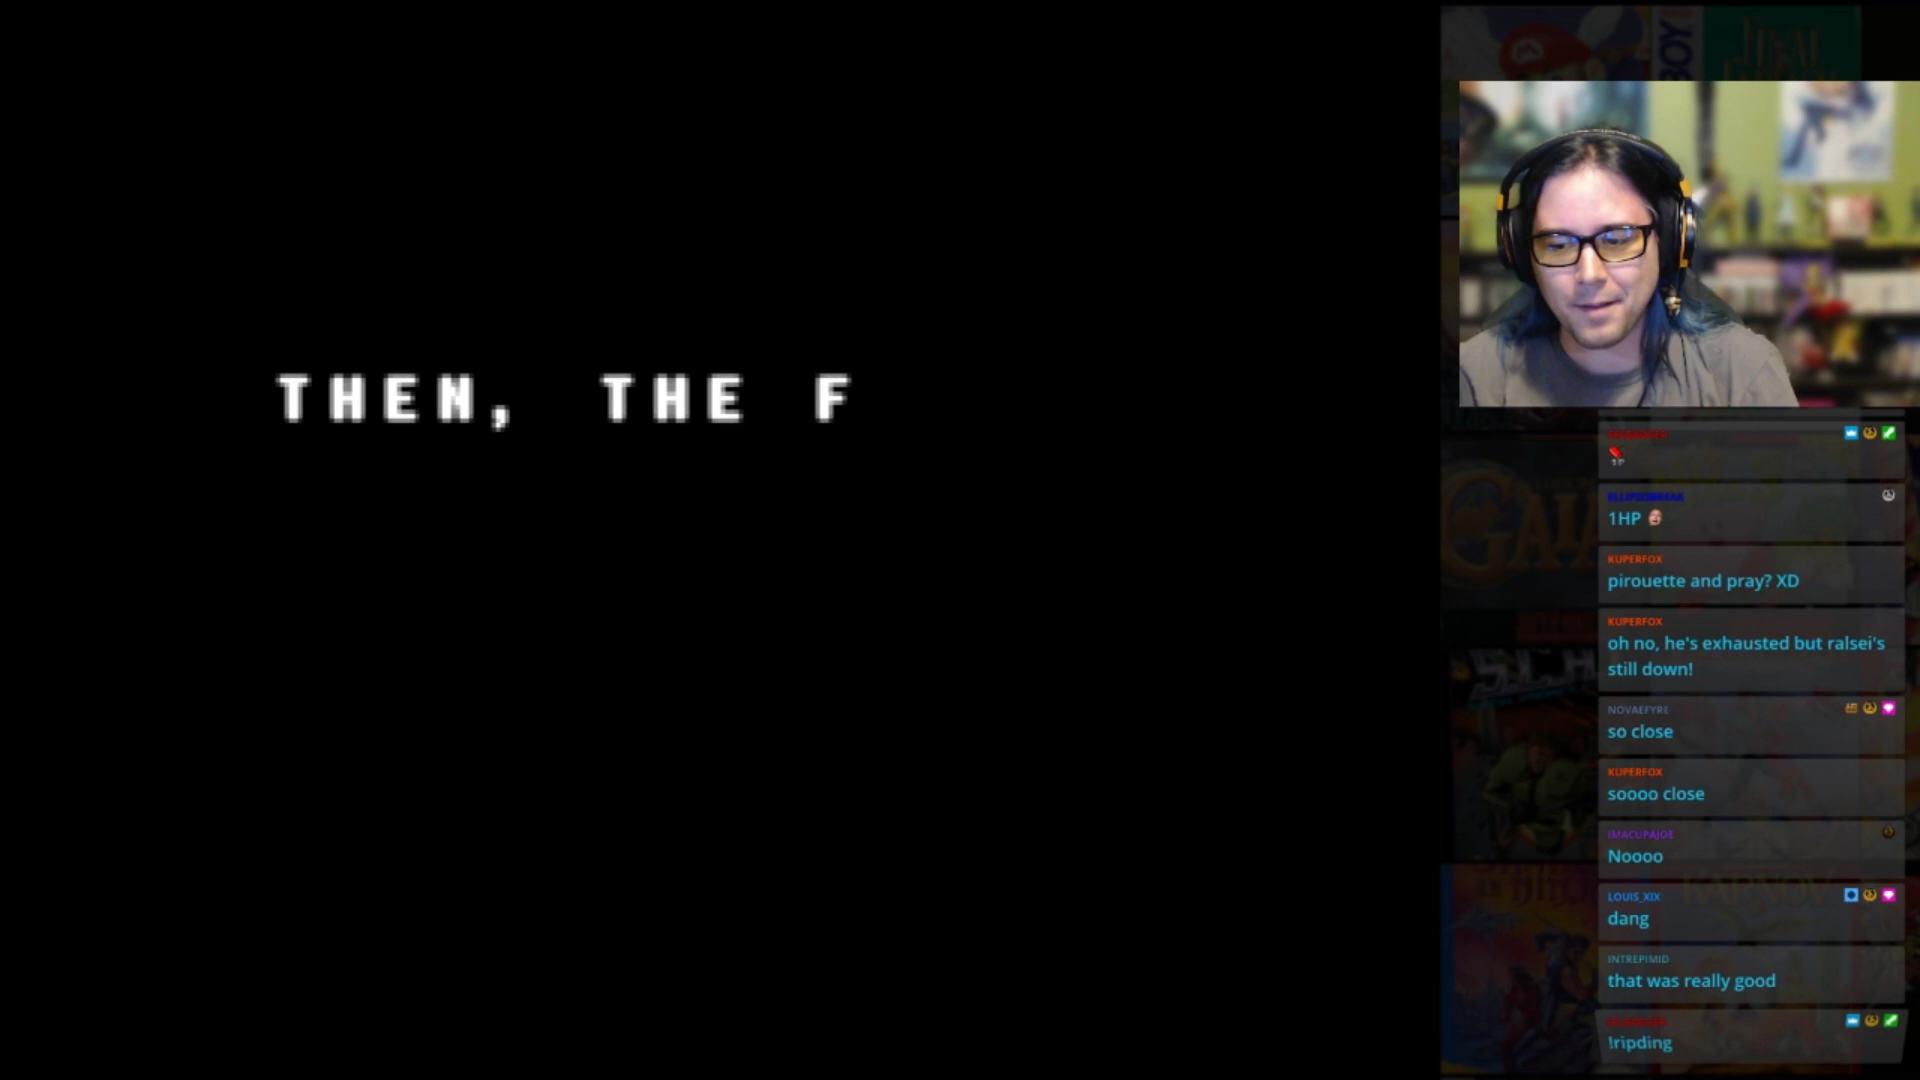 THEN, THE F
1HP
KUPERFOX
pirouette and pray? XD
KUPERFOX
oh no, he's exhausted but ralsei's
still down!
NOVAEFYRE
so close
KUPERFOX
soooo close
IMACUPAJOE
Noooo
LOUIS_XIX
dang
INTREPIMID
that was really good
!ripding